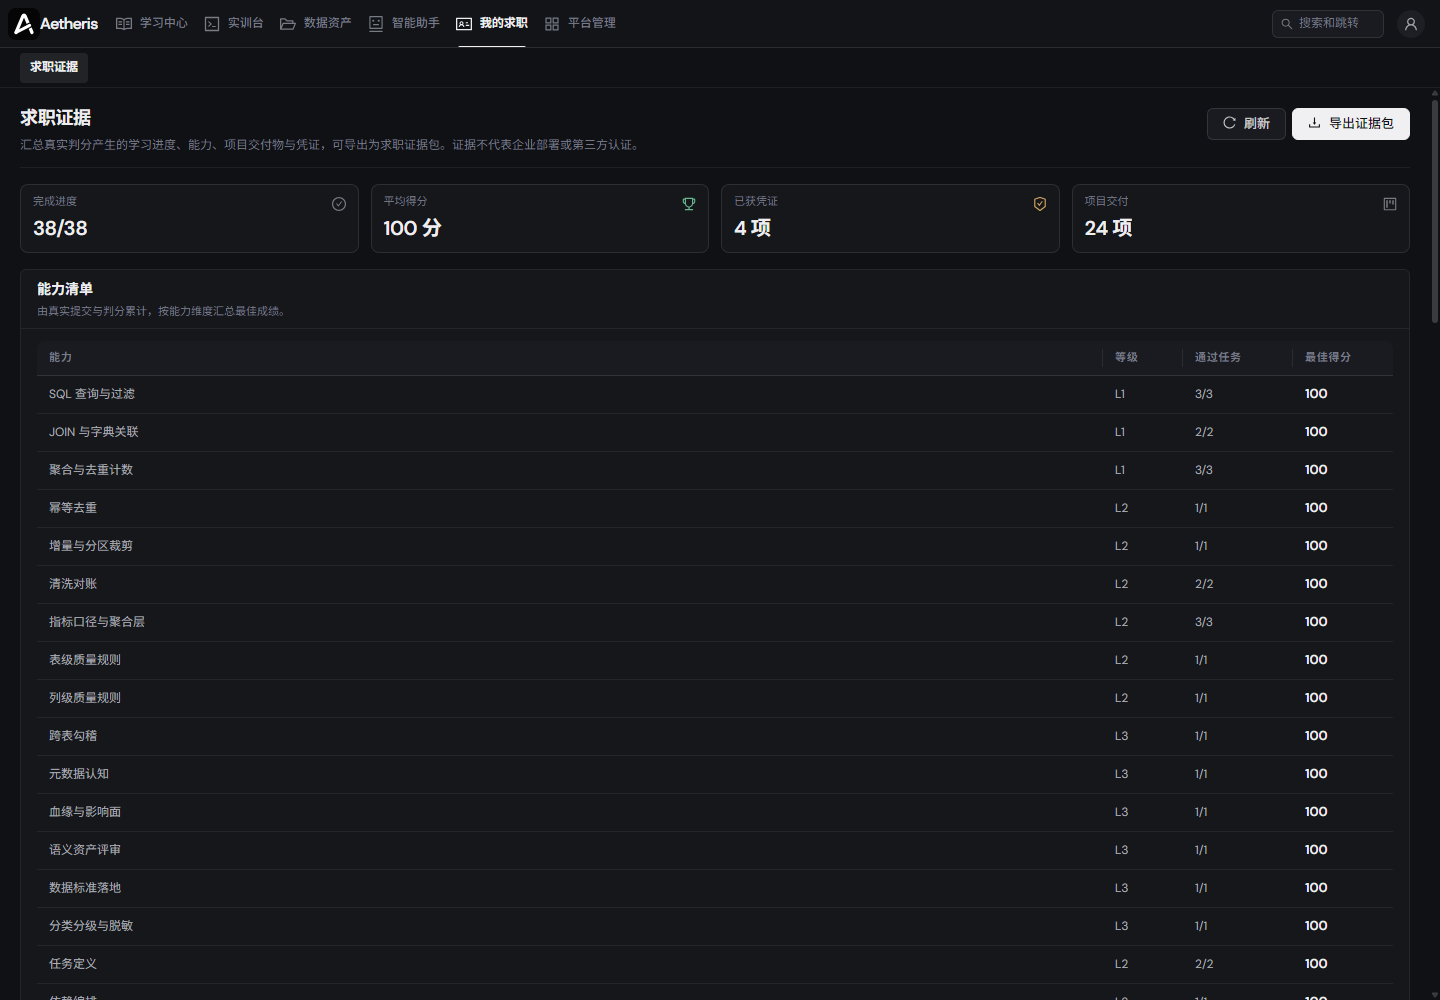 Aetheris 学习中心 实训台 数据资产 智能助手 我的求职 平台管理 搜索和跳转
求职证据
求职证据
刷新 导出证据包
汇总真实判分产生的学习进度、能力、项目交付物与凭证，可导出为求职证据包。证据不代表企业部署或第三方认证。
完成进度 平均得分 已获凭证 项目交付
38/38 100 分 4 项 24 项
能力清单
由真实提交与判分累计，按能力维度汇总最佳成绩。
能力 等级 通过任务 最佳得分
SQL 查询与过滤 L1 3/3 100
JOIN 与字典关联 L1 2/2 100
聚合与去重计数 L1 3/3 100
幂等去重 L2 1/1 100
增量与分区裁剪 L2 1/1 100
清洗对账 L2 2/2 100
指标口径与聚合层 L2 3/3 100
表级质量规则 L2 1/1 100
列级质量规则 L2 1/1 100
跨表勾稽 L3 1/1 100
元数据认知 L3 1/1 100
血缘与影响面 L3 1/1 100
语义资产评审 L3 1/1 100
数据标准落地 L3 1/1 100
分类分级与脱敏 L3 1/1 100
任务定义 L2 2/2 100